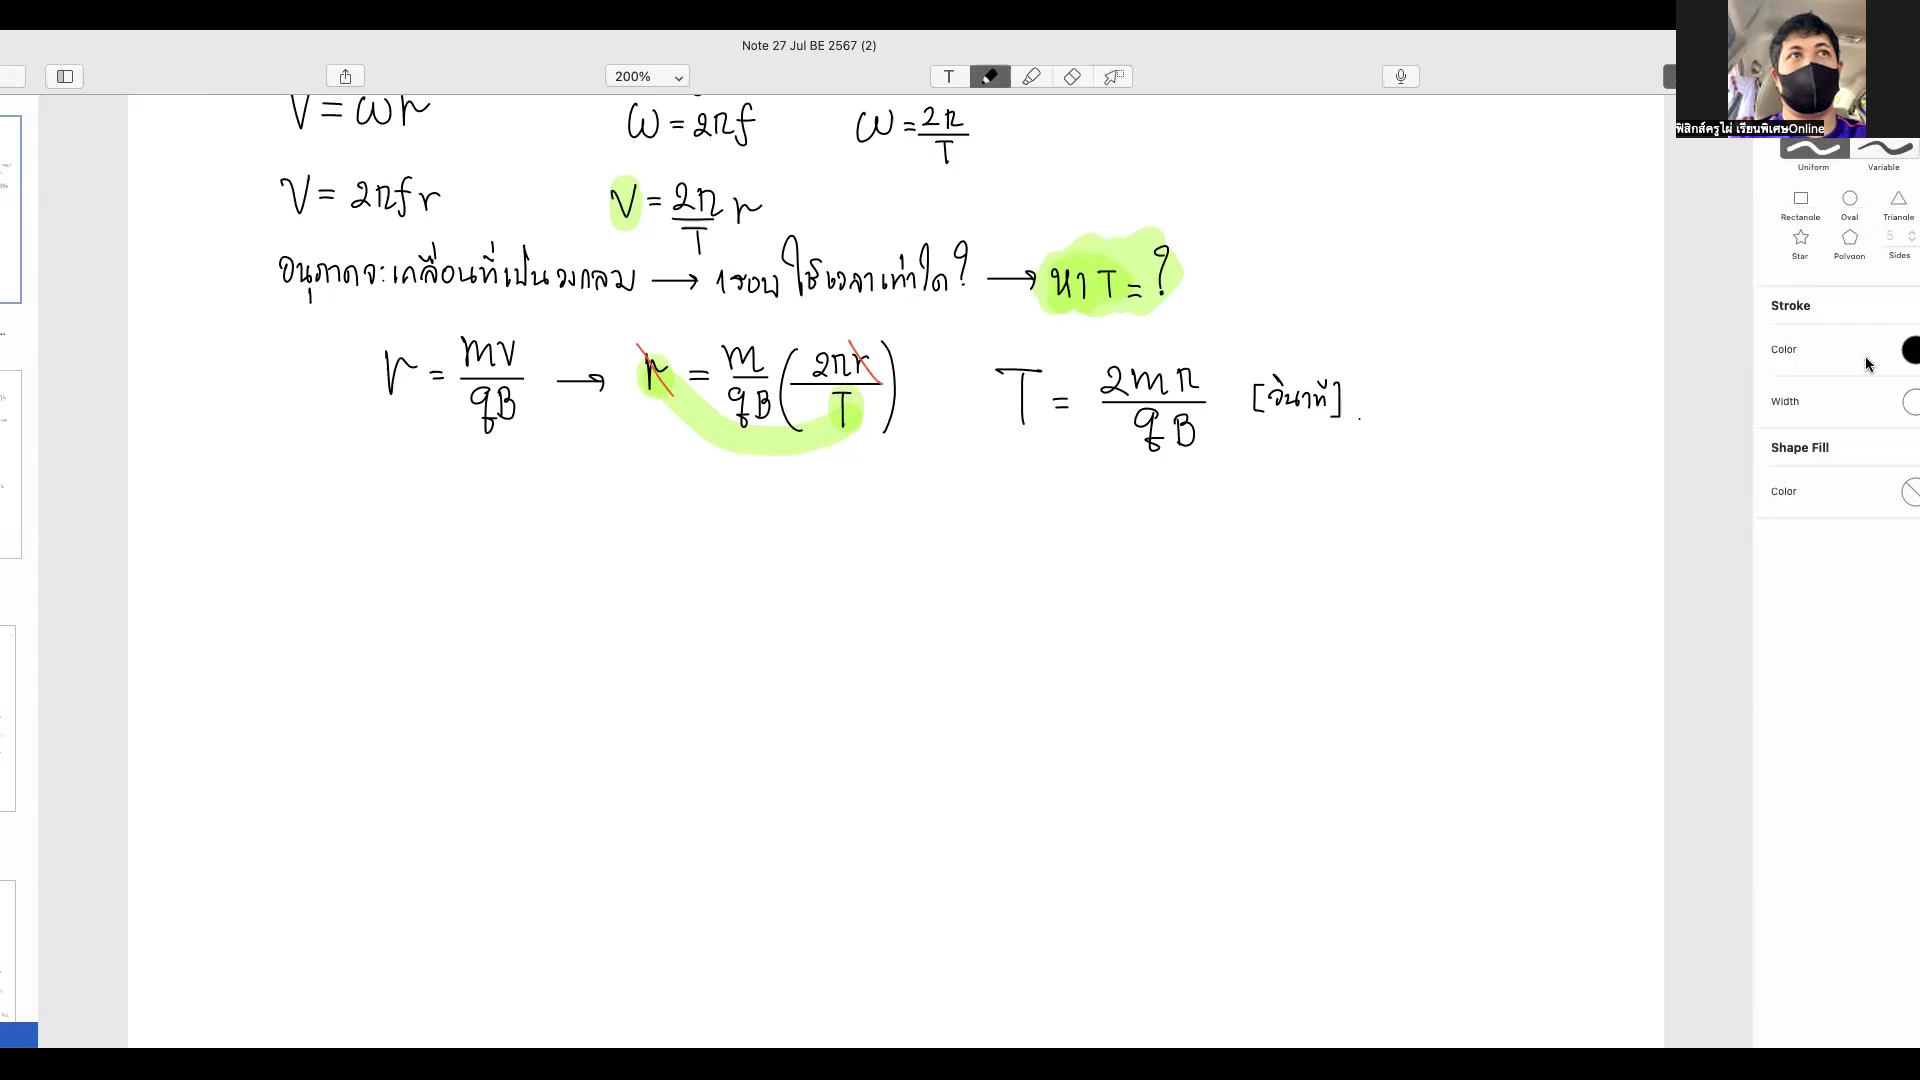 Note 27 Jul BE 2567 (2)
200%
T
ฟิสิกส์ครูไผ่ เรียนพิเศษOnline
V = ωr
ω = 2πf
ω = 2π/T
V = 2πfr
V = 2π/T r
อนุภาคจะเคลื่อนที่เป็นวงกลม → 1รอบ ใช้เวลาเท่าใด? → หา T = ?
r = mv/qB → r = m/qB (2πr/T)
T = 2mπ/qB [วินาที].
Uniform
Variable
Rectangle
Oval
Triangle
5
Star
Polygon
Sides
Stroke
Color
Width
Shape Fill
Color